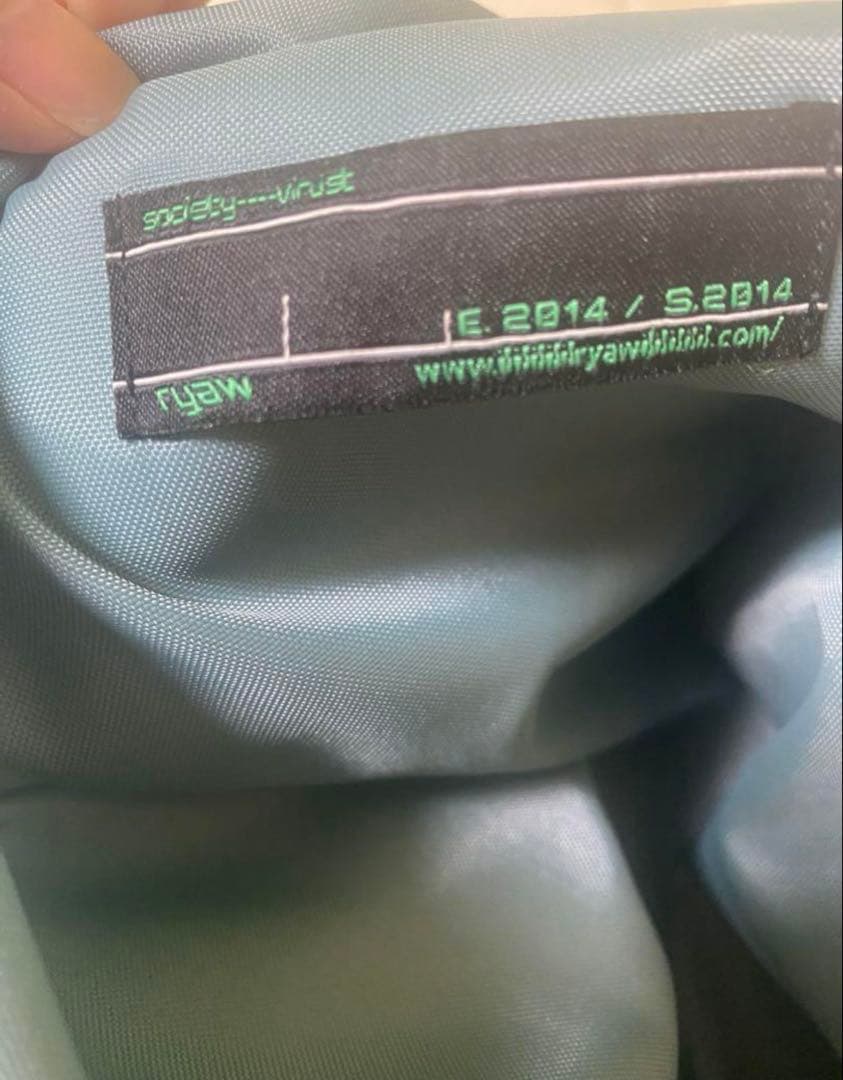 society----virust
E. 2014 / S.2014
ryaw